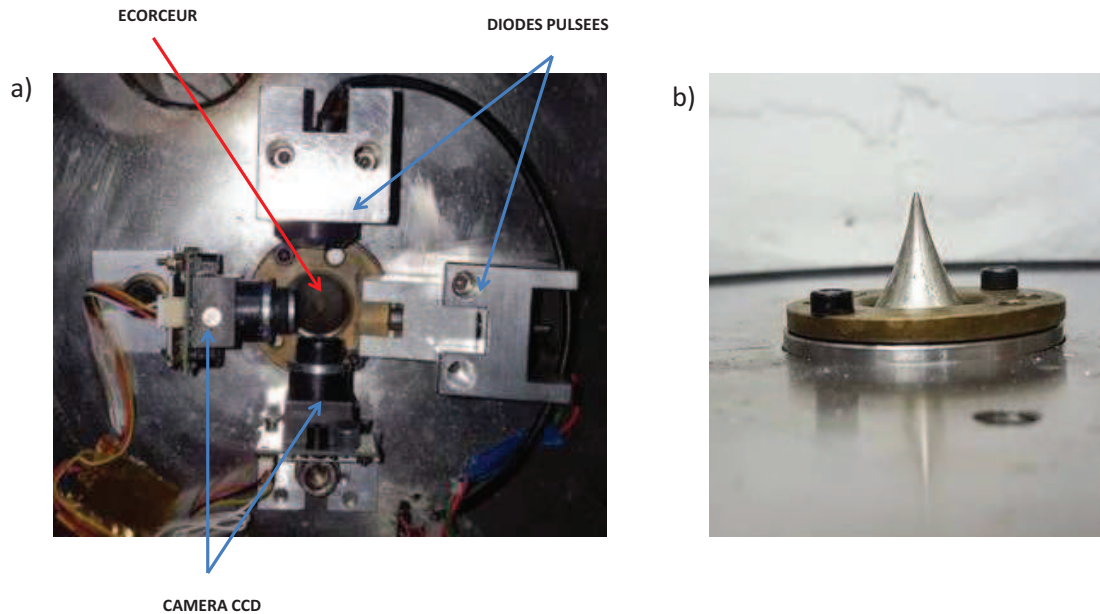 ECORCEUR
DIODES PULSEES
a)
b)
CAMERA CCD